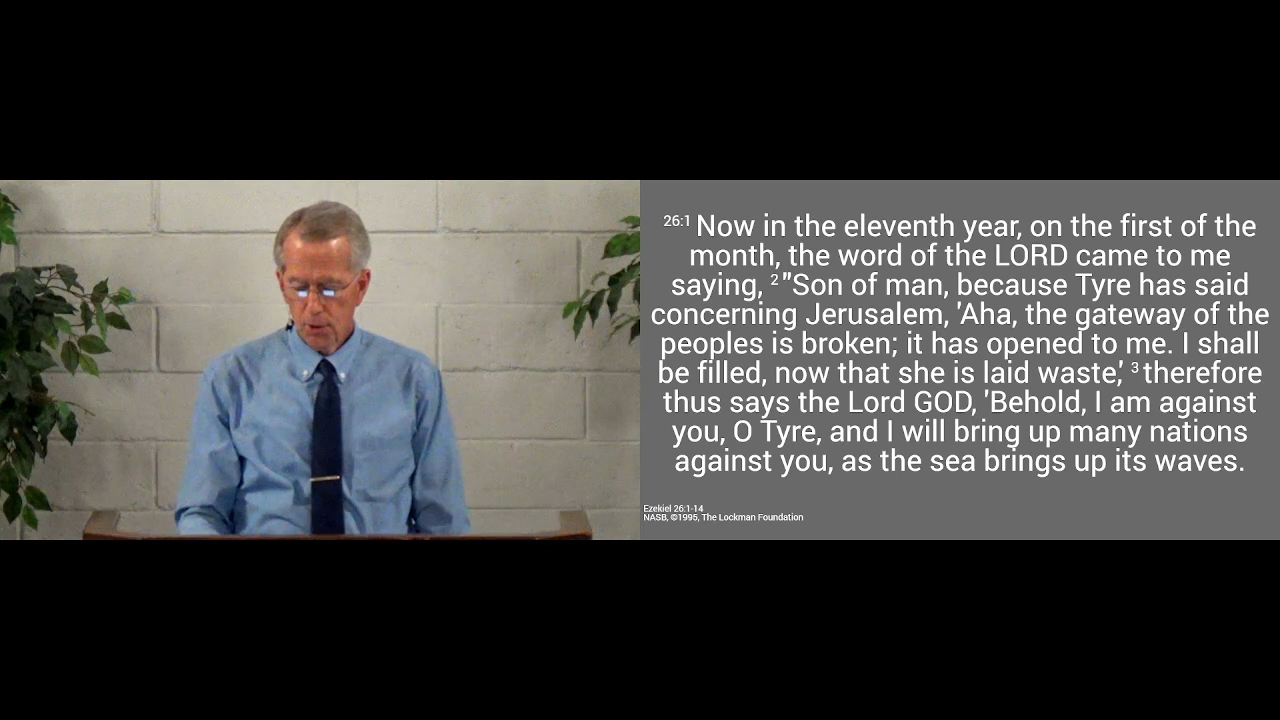 26:1 Now in the eleventh year, on the first of the
month, the word of the LORD came to me
saying, 2 "Son of man, because Tyre has said
concerning Jerusalem, 'Aha, the gateway of the
peoples is broken; it has opened to me. I shall
be filled, now that she is laid waste,' 3 therefore
thus says the Lord GOD, 'Behold, I am against
you, O Tyre, and I will bring up many nations
against you, as the sea brings up its waves.
Ezekiel 26:1-14
NASB, ©1995, The Lockman Foundation